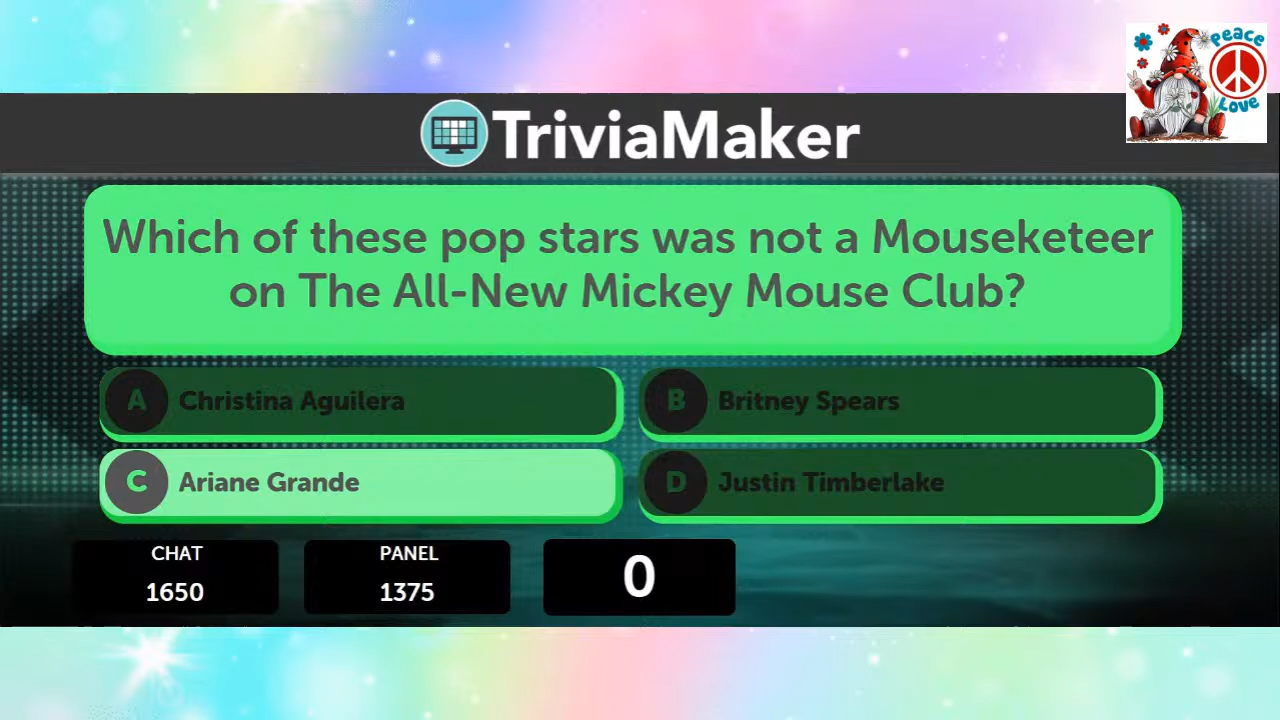 Peace
Love
TriviaMaker
Which of these pop stars was not a Mouseketeer
on The All-New Mickey Mouse Club?
A Christina Aguilera
B Britney Spears
C Ariane Grande
D Justin Timberlake
CHAT
1650
PANEL
1375
0